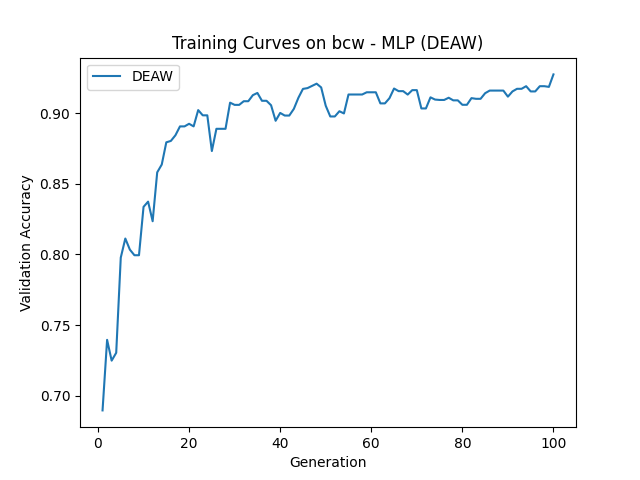 Training Curves on bcw - MLP (DEAW)
DEAW
Validation Accuracy
0.90
0.85
0.80
0.75
0.70
0 20 40 60 80 100
Generation